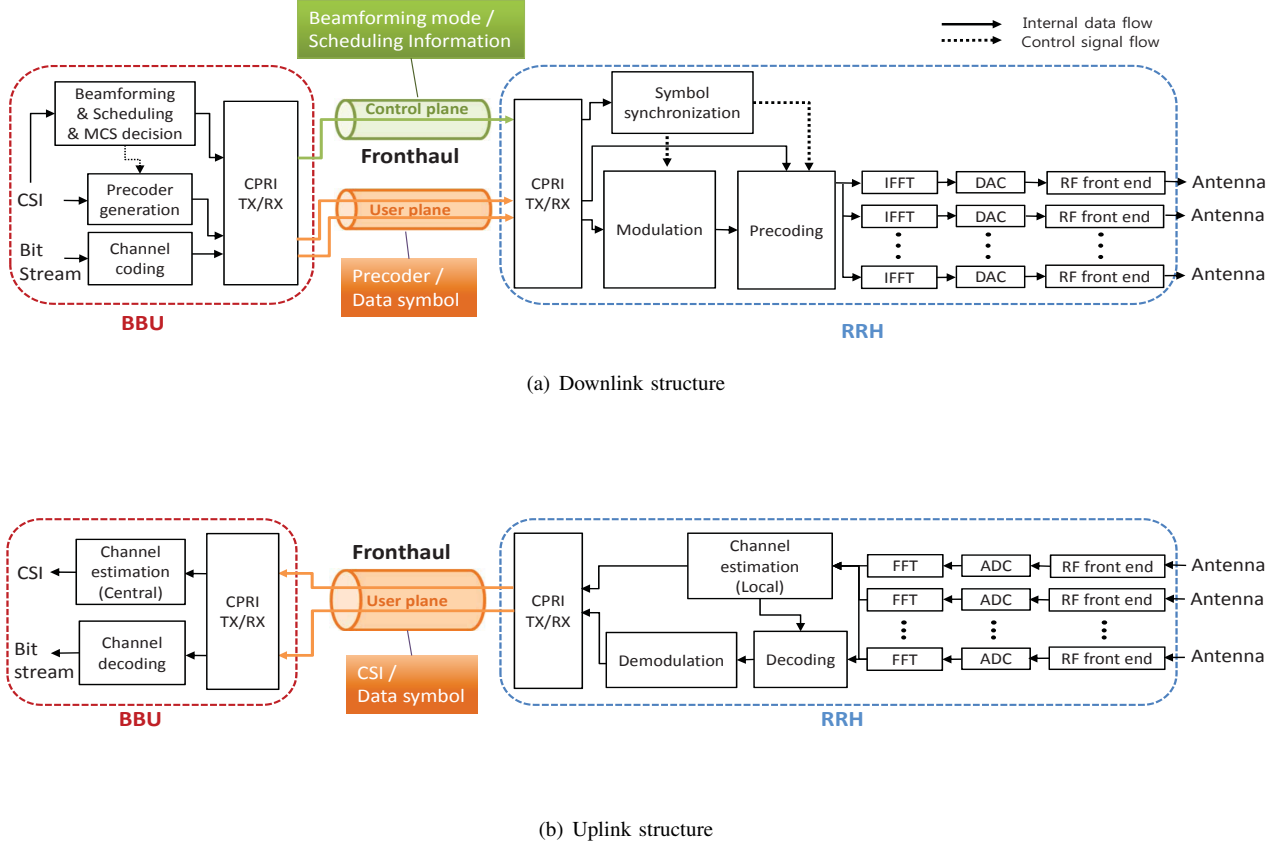 Beamforming mode /
Scheduling Information
Internal data flow
Control signal flow
Beamforming
& Scheduling
& MCS decision
CSI
Precoder
generation
Bit
Stream
Channel
coding
CPRI
TX/RX
BBU
Control plane
Fronthaul
User plane
Precoder /
Data symbol
CPRI
TX/RX
Symbol
synchronization
Modulation
Precoding
IFFT
DAC
RF front end
Antenna
IFFT
DAC
RF front end
Antenna
IFFT
DAC
RF front end
Antenna
RRH
(a) Downlink structure
CSI
Channel
estimation
(Central)
Bit
stream
Channel
decoding
CPRI
TX/RX
BBU
Fronthaul
User plane
CSI /
Data symbol
CPRI
TX/RX
Channel
estimation
(Local)
Demodulation
Decoding
FFT
ADC
RF front end
Antenna
FFT
ADC
RF front end
Antenna
FFT
ADC
RF front end
Antenna
RRH
(b) Uplink structure